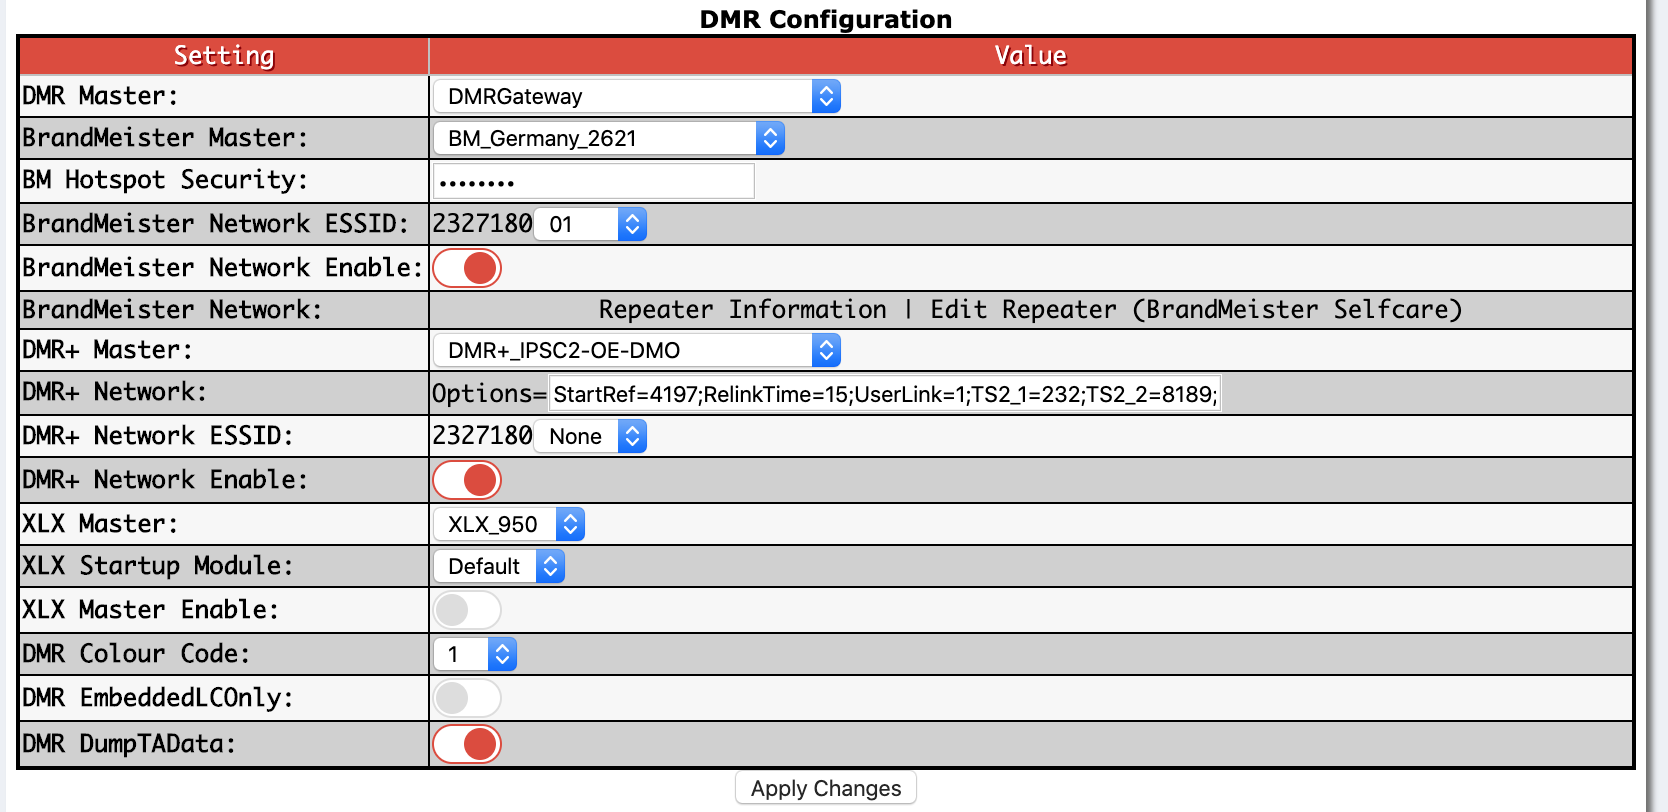 DMR Configuration
Setting Value
DMR Master: DMRGateway
BrandMeister Master: BM_Germany_2621
BM Hotspot Security: ••••••••
BrandMeister Network ESSID: 2327180 01
BrandMeister Network Enable:
BrandMeister Network: Repeater Information | Edit Repeater (BrandMeister Selfcare)
DMR+ Master: DMR+_IPSC2-OE-DMO
DMR+ Network: Options= StartRef=4197;RelinkTime=15;UserLink=1;TS2_1=232;TS2_2=8189;
DMR+ Network ESSID: 2327180 None
DMR+ Network Enable:
XLX Master: XLX_950
XLX Startup Module: Default
XLX Master Enable:
DMR Colour Code: 1
DMR EmbeddedLCOnly:
DMR DumpTAData:
Apply Changes